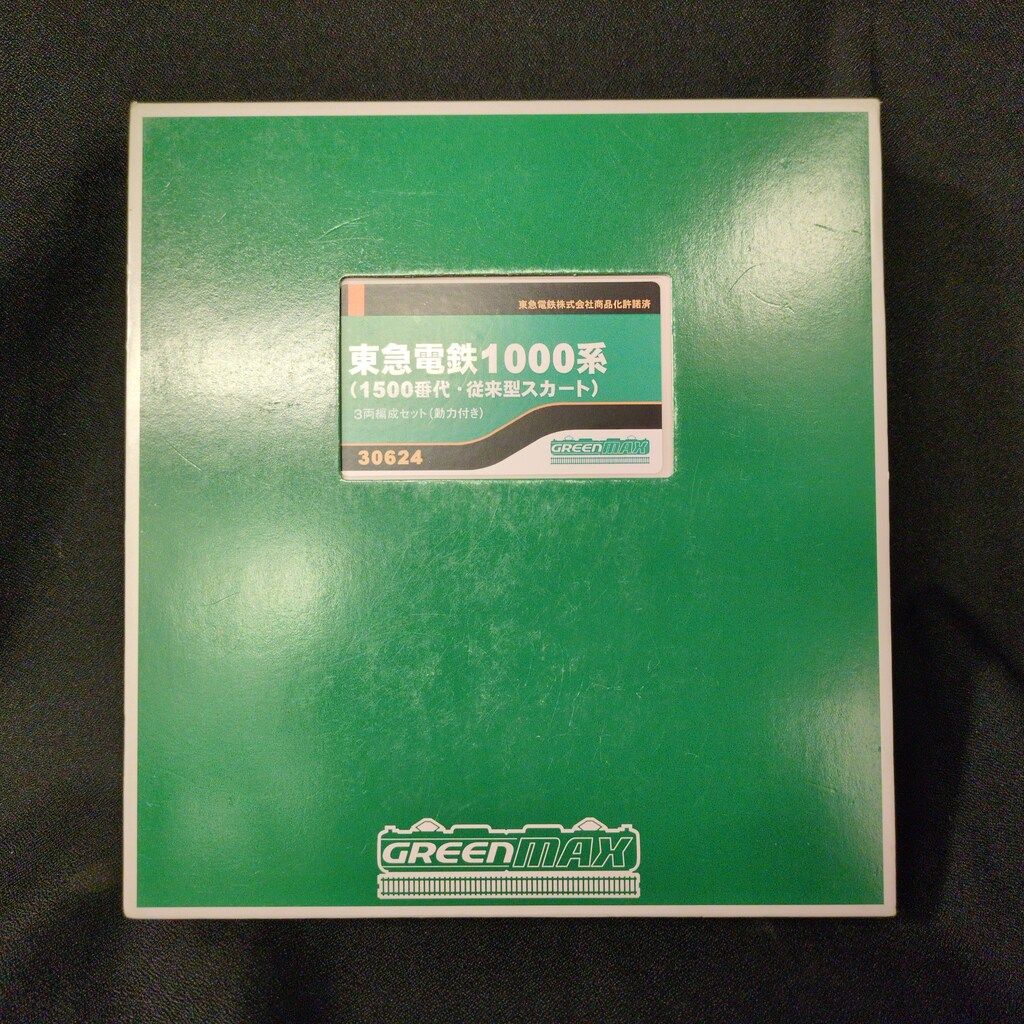 東急電鉄株式会社商品化許諾済
東急電鉄1000系
(1500番代・従来型スカート)
3両編成セット(動力付き)
30624
GREENMAX
GREENMAX